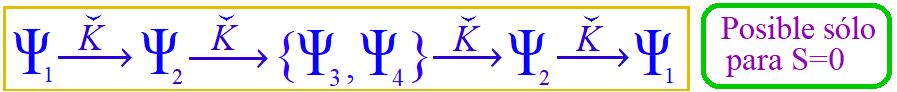 Ψ₁ —Ǩ→ Ψ₂ —Ǩ→ {Ψ₃, Ψ₄} —Ǩ→ Ψ₂ —Ǩ→ Ψ₁
Posible sólo
para S=0